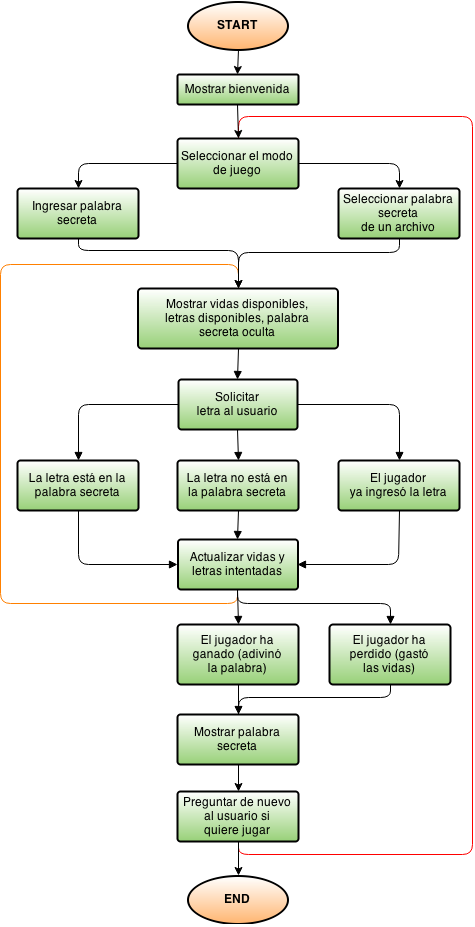 START
Mostrar bienvenida
Seleccionar el modo
de juego
Ingresar palabra
secreta
Seleccionar palabra
secreta
de un archivo
Mostrar vidas disponibles,
letras disponibles, palabra
secreta oculta
Solicitar
letra al usuario
La letra está en la
palabra secreta
La letra no está en
la palabra secreta
El jugador
ya ingresó la letra
Actualizar vidas y
letras intentadas
El jugador ha
ganado (adivinó
la palabra)
El jugador ha
perdido (gastó
las vidas)
Mostrar palabra
secreta
Preguntar de nuevo
al usuario si
quiere jugar
END